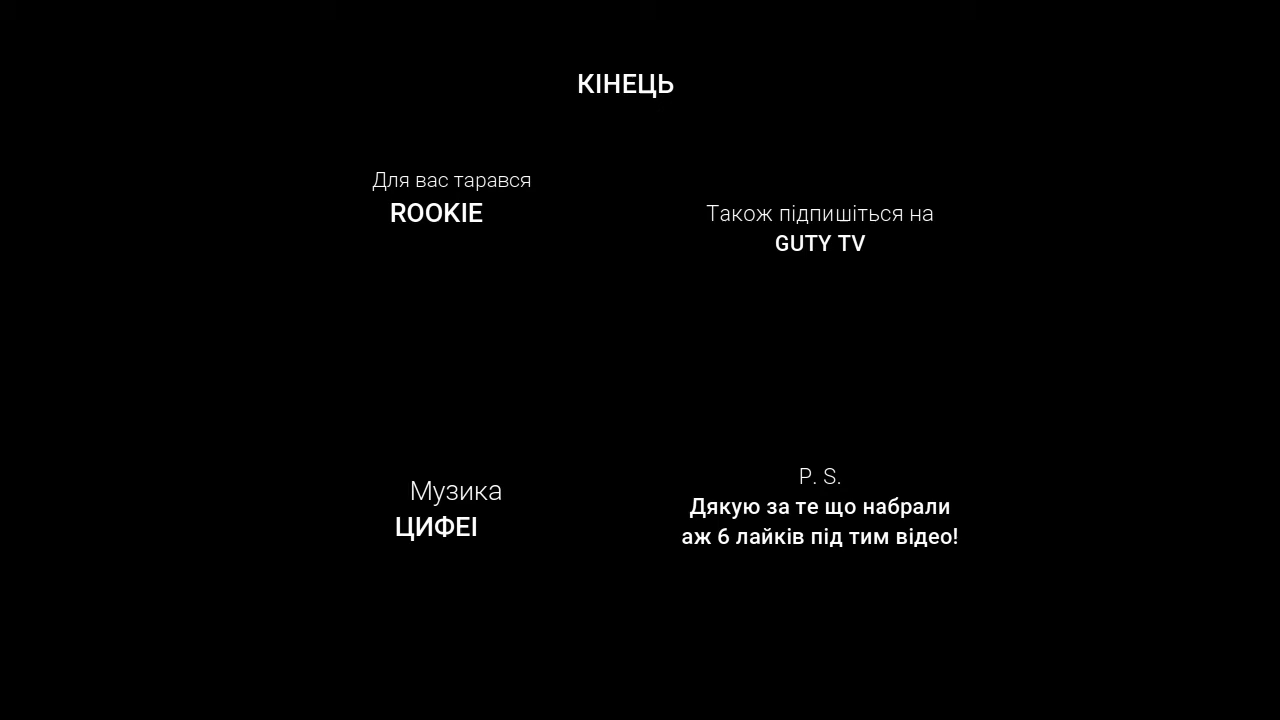 КІНЕЦЬ
Для вас тарався
ROOKIE
Також підпишіться на
GUTY TV
Музика
ЦИФЕІ
P. S.
Дякую за те що набрали
аж 6 лайків під тим відео!